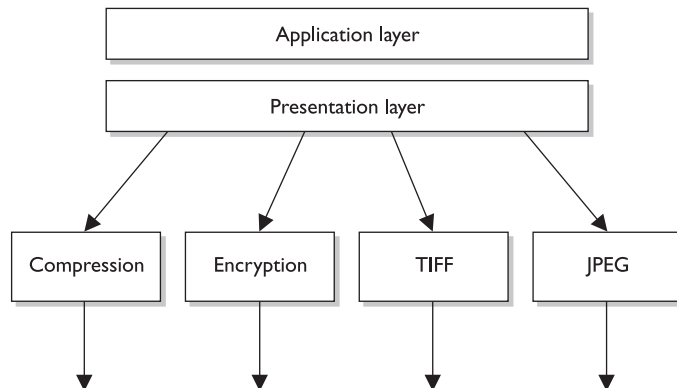 Application layer
Presentation layer
Compression
Encryption
TIFF
JPEG